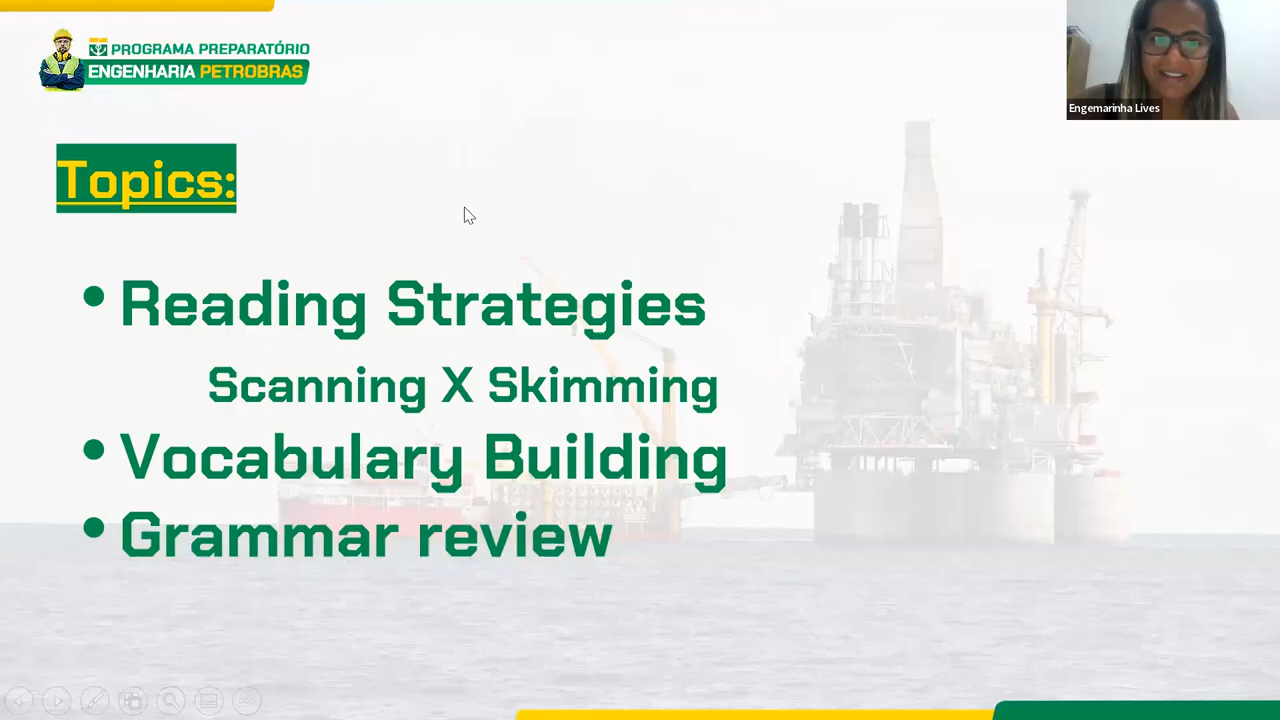 PROGRAMA PREPARATÓRIO
ENGENHARIA PETROBRAS
Engemarinha Lives
Topics:
• Reading Strategies
Scanning X Skimming
• Vocabulary Building
• Grammar review